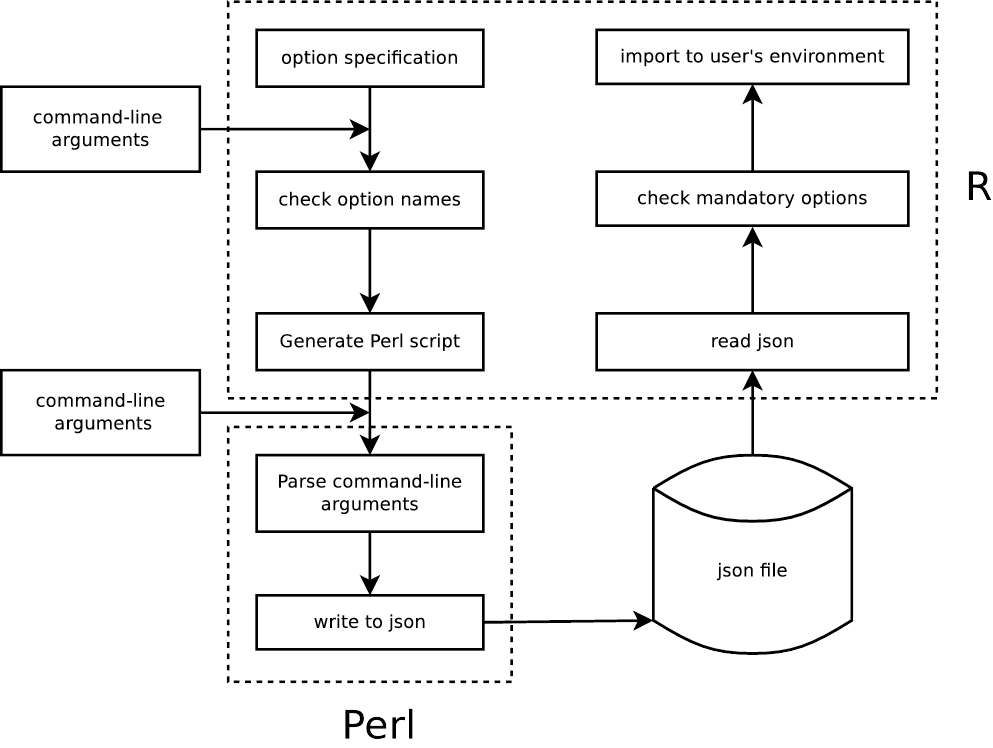 option specification
import to user's environment
command-line
arguments
check option names
check mandatory options
R
Generate Perl script
read json
command-line
arguments
Parse command-line
arguments
json file
write to json
Perl